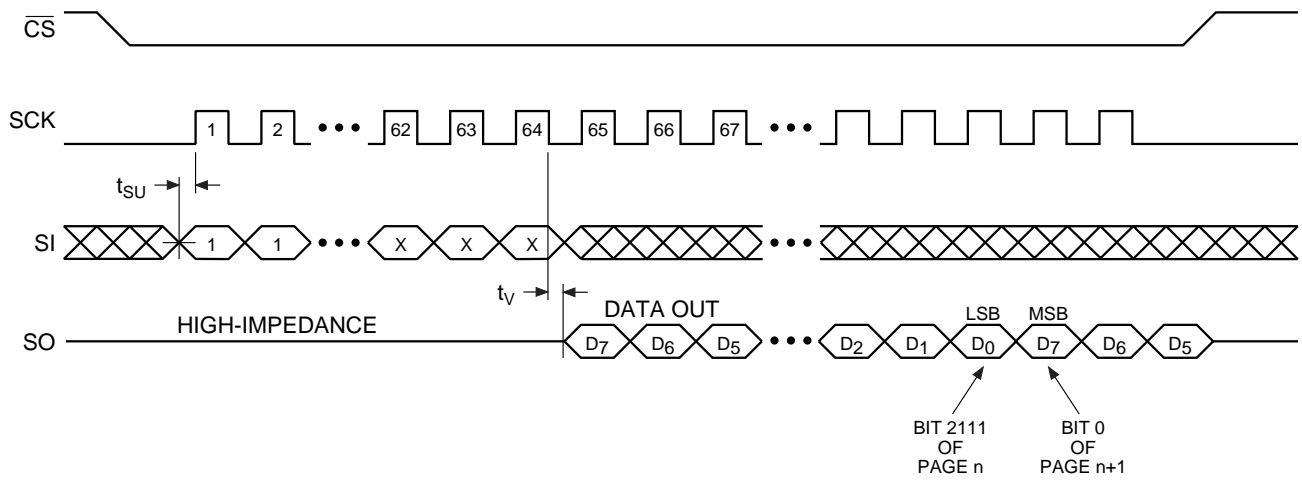 CS
SCK
1 2 ••• 62 63 64 65 66 67 •••
tSU
SI
1 1 ••• X X X •••
tV
DATA OUT
LSB MSB
HIGH-IMPEDANCE
SO
D7 D6 D5 ••• D2 D1 D0 D7 D6 D5
BIT 2111
OF
PAGE n
BIT 0
OF
PAGE n+1